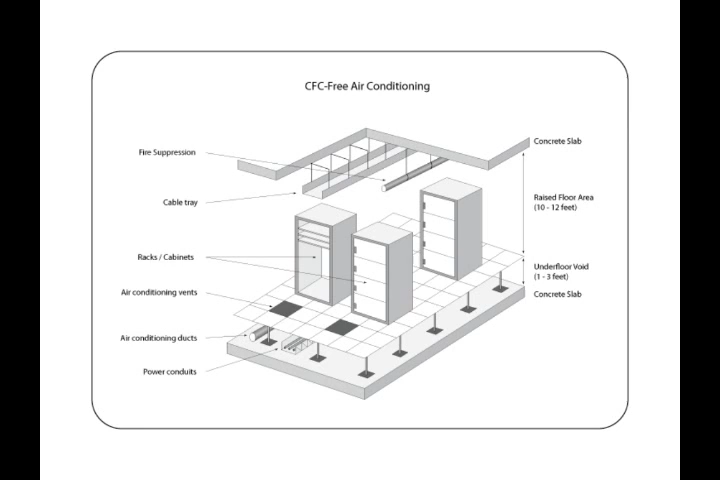 CFC-Free Air Conditioning
Fire Suppression
Concrete Slab
Cable tray
Raised Floor Area
(10 - 12 feet)
Racks / Cabinets
Underfloor Void
(1 - 3 feet)
Air conditioning vents
Concrete Slab
Air conditioning ducts
Power conduits